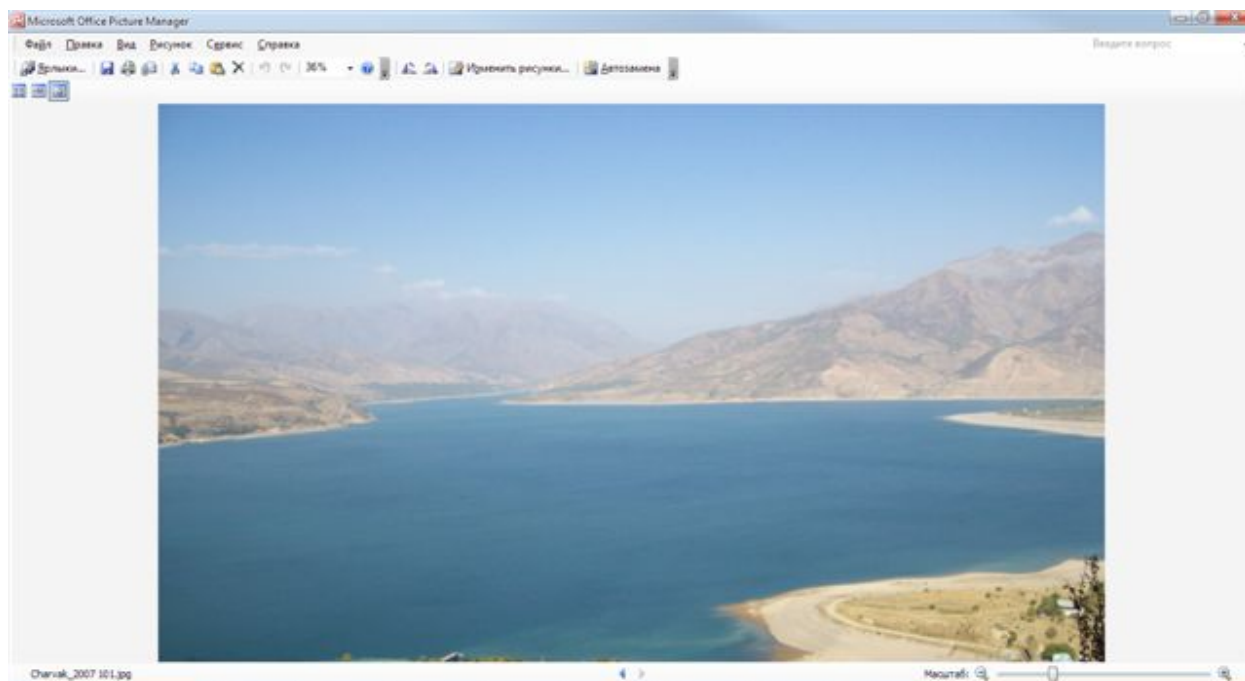 Microsoft Office Picture Manager
Файл Правка Вид Рисунок Сервис Справка Введите вопрос
Ярлыки... 36% Изменить рисунки... Автозамена
Charvak_2007 101.jpg Масштаб: